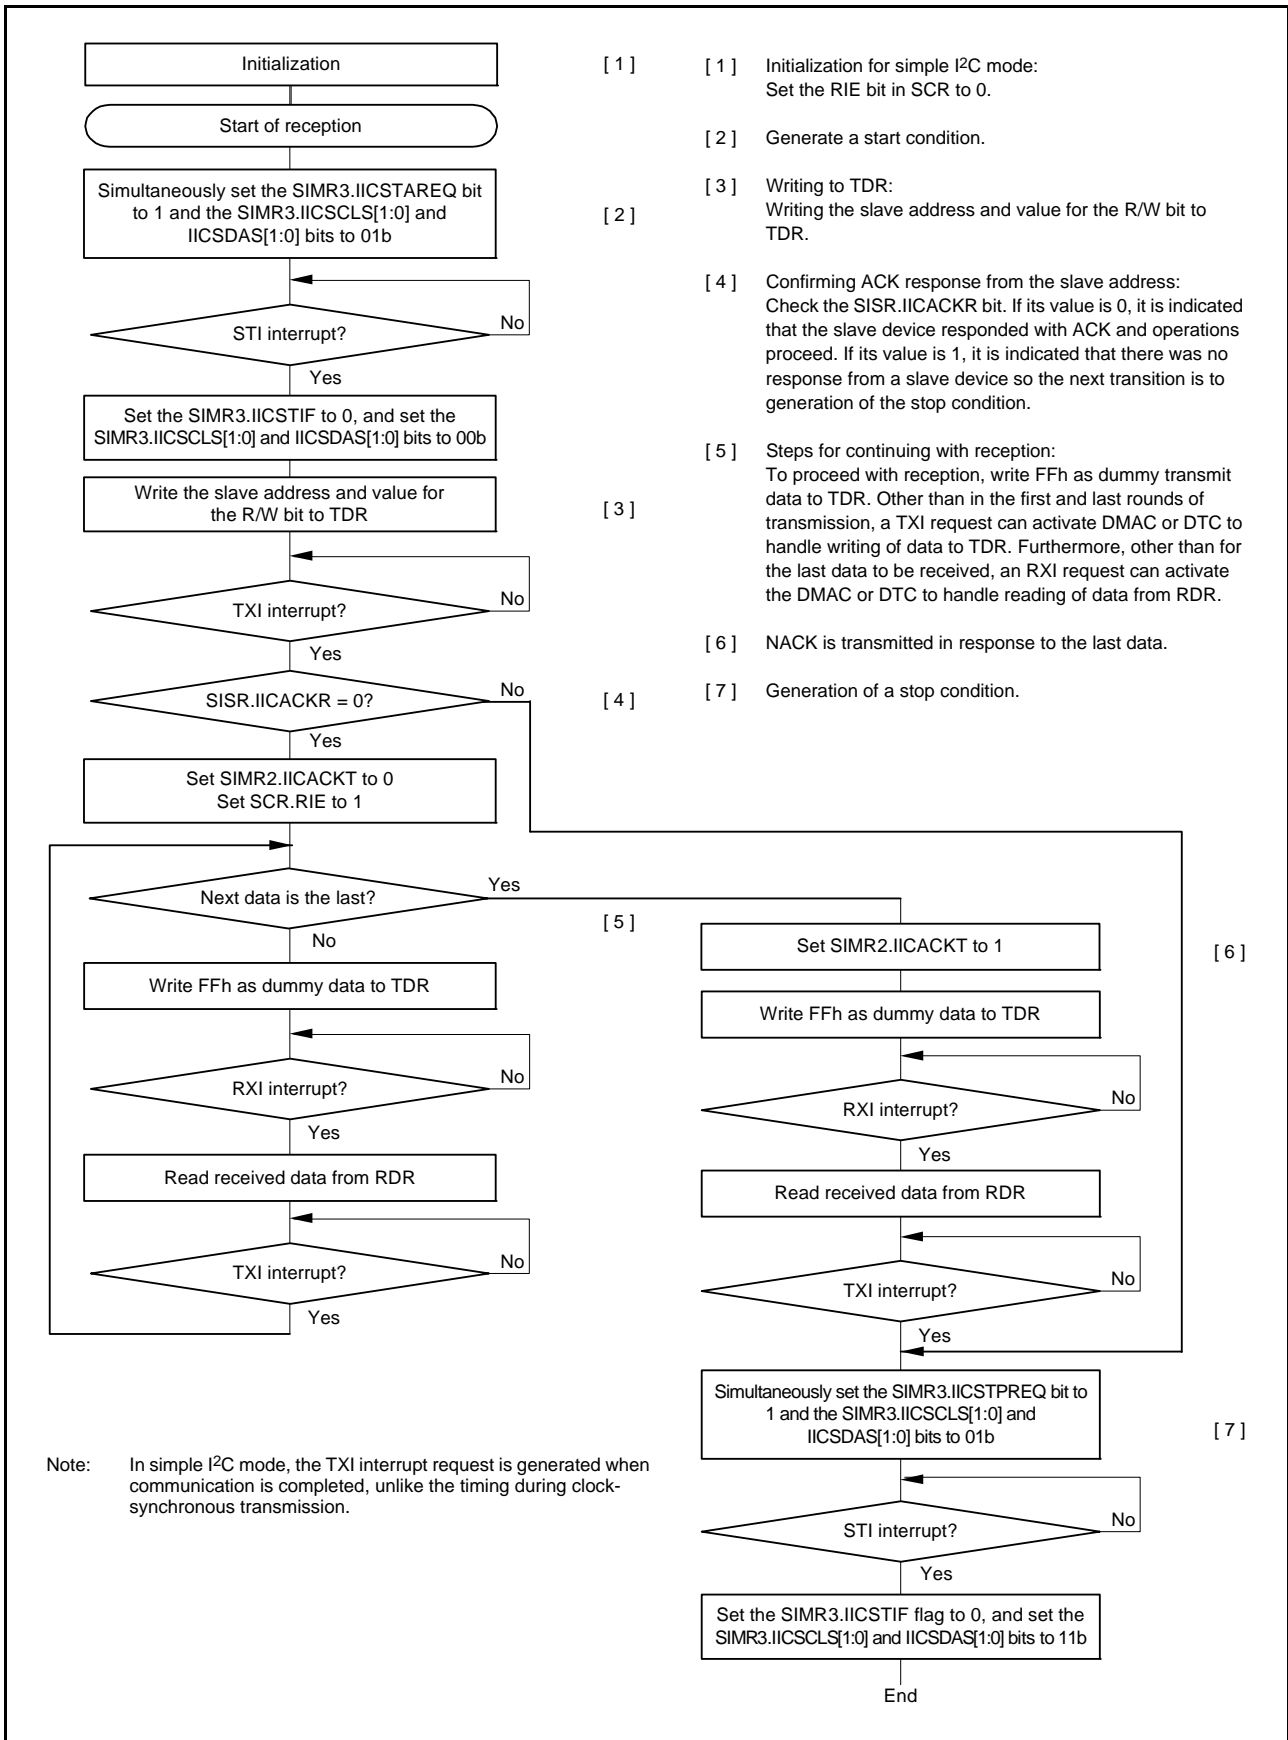 Initialization
[ 1 ]
Start of reception
Simultaneously set the SIMR3.IICSTAREQ bit
to 1 and the SIMR3.IICSCLS[1:0] and
IICSDAS[1:0] bits to 01b
[ 2 ]
STI interrupt?
No
Yes
Set the SIMR3.IICSTIF to 0, and set the
SIMR3.IICSCLS[1:0] and IICSDAS[1:0] bits to 00b
Write the slave address and value for
the R/W bit to TDR
[ 3 ]
TXI interrupt?
No
Yes
SISR.IICACKR = 0?
No
[ 4 ]
Yes
Set SIMR2.IICACKT to 0
Set SCR.RIE to 1
Next data is the last?
Yes
[ 5 ]
No
Write FFh as dummy data to TDR
RXI interrupt?
No
Yes
Read received data from RDR
TXI interrupt?
No
Yes
[ 1 ] Initialization for simple I2C mode:
Set the RIE bit in SCR to 0.
[ 2 ] Generate a start condition.
[ 3 ] Writing to TDR:
Writing the slave address and value for the R/W bit to
TDR.
[ 4 ] Confirming ACK response from the slave address:
Check the SISR.IICACKR bit. If its value is 0, it is indicated
that the slave device responded with ACK and operations
proceed. If its value is 1, it is indicated that there was no
response from a slave device so the next transition is to
generation of the stop condition.
[ 5 ] Steps for continuing with reception:
To proceed with reception, write FFh as dummy transmit
data to TDR. Other than in the first and last rounds of
transmission, a TXI request can activate DMAC or DTC to
handle writing of data to TDR. Furthermore, other than for
the last data to be received, an RXI request can activate
the DMAC or DTC to handle reading of data from RDR.
[ 6 ] NACK is transmitted in response to the last data.
[ 7 ] Generation of a stop condition.
Set SIMR2.IICACKT to 1
[ 6 ]
Write FFh as dummy data to TDR
RXI interrupt?
No
Yes
Read received data from RDR
TXI interrupt?
No
Yes
Simultaneously set the SIMR3.IICSTPREQ bit to
1 and the SIMR3.IICSCLS[1:0] and
IICSDAS[1:0] bits to 01b
[ 7 ]
STI interrupt?
No
Yes
Set the SIMR3.IICSTIF flag to 0, and set the
SIMR3.IICSCLS[1:0] and IICSDAS[1:0] bits to 11b
End
Note: In simple I2C mode, the TXI interrupt request is generated when
communication is completed, unlike the timing during clock-
synchronous transmission.